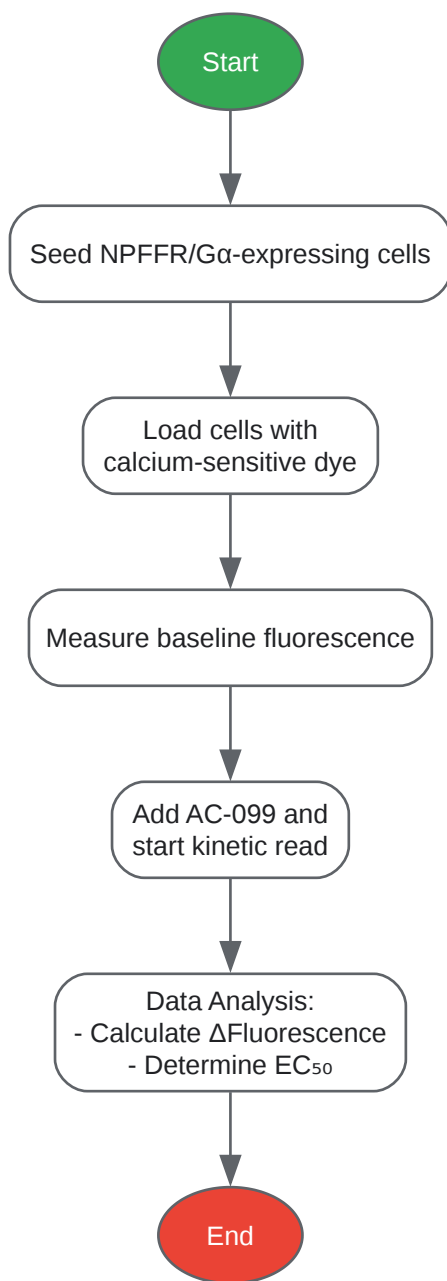 Start
Seed NPFFR/Gα-expressing cells
Load cells with
calcium-sensitive dye
Measure baseline fluorescence
Add AC-099 and
start kinetic read
Data Analysis:
- Calculate ΔFluorescence
- Determine EC₅₀
End